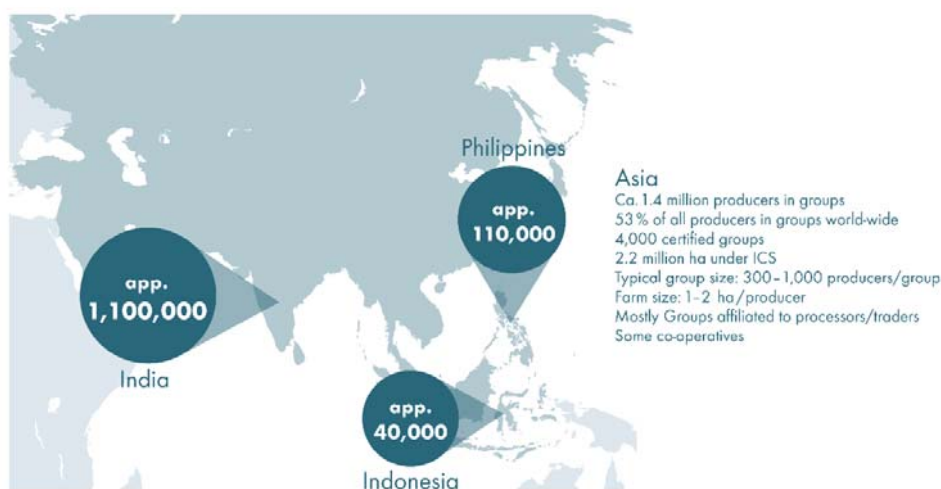 Philippines
app.
110,000
app.
1,100,000
India
app.
40,000
Indonesia
Asia
Ca. 1.4 million producers in groups
53 % of all producers in groups world-wide
4,000 certified groups
2.2 million ha under ICS
Typical group size: 300–1,000 producers/group
Farm size: 1–2 ha/producer
Mostly Groups affiliated to processors/traders
Some co-operatives